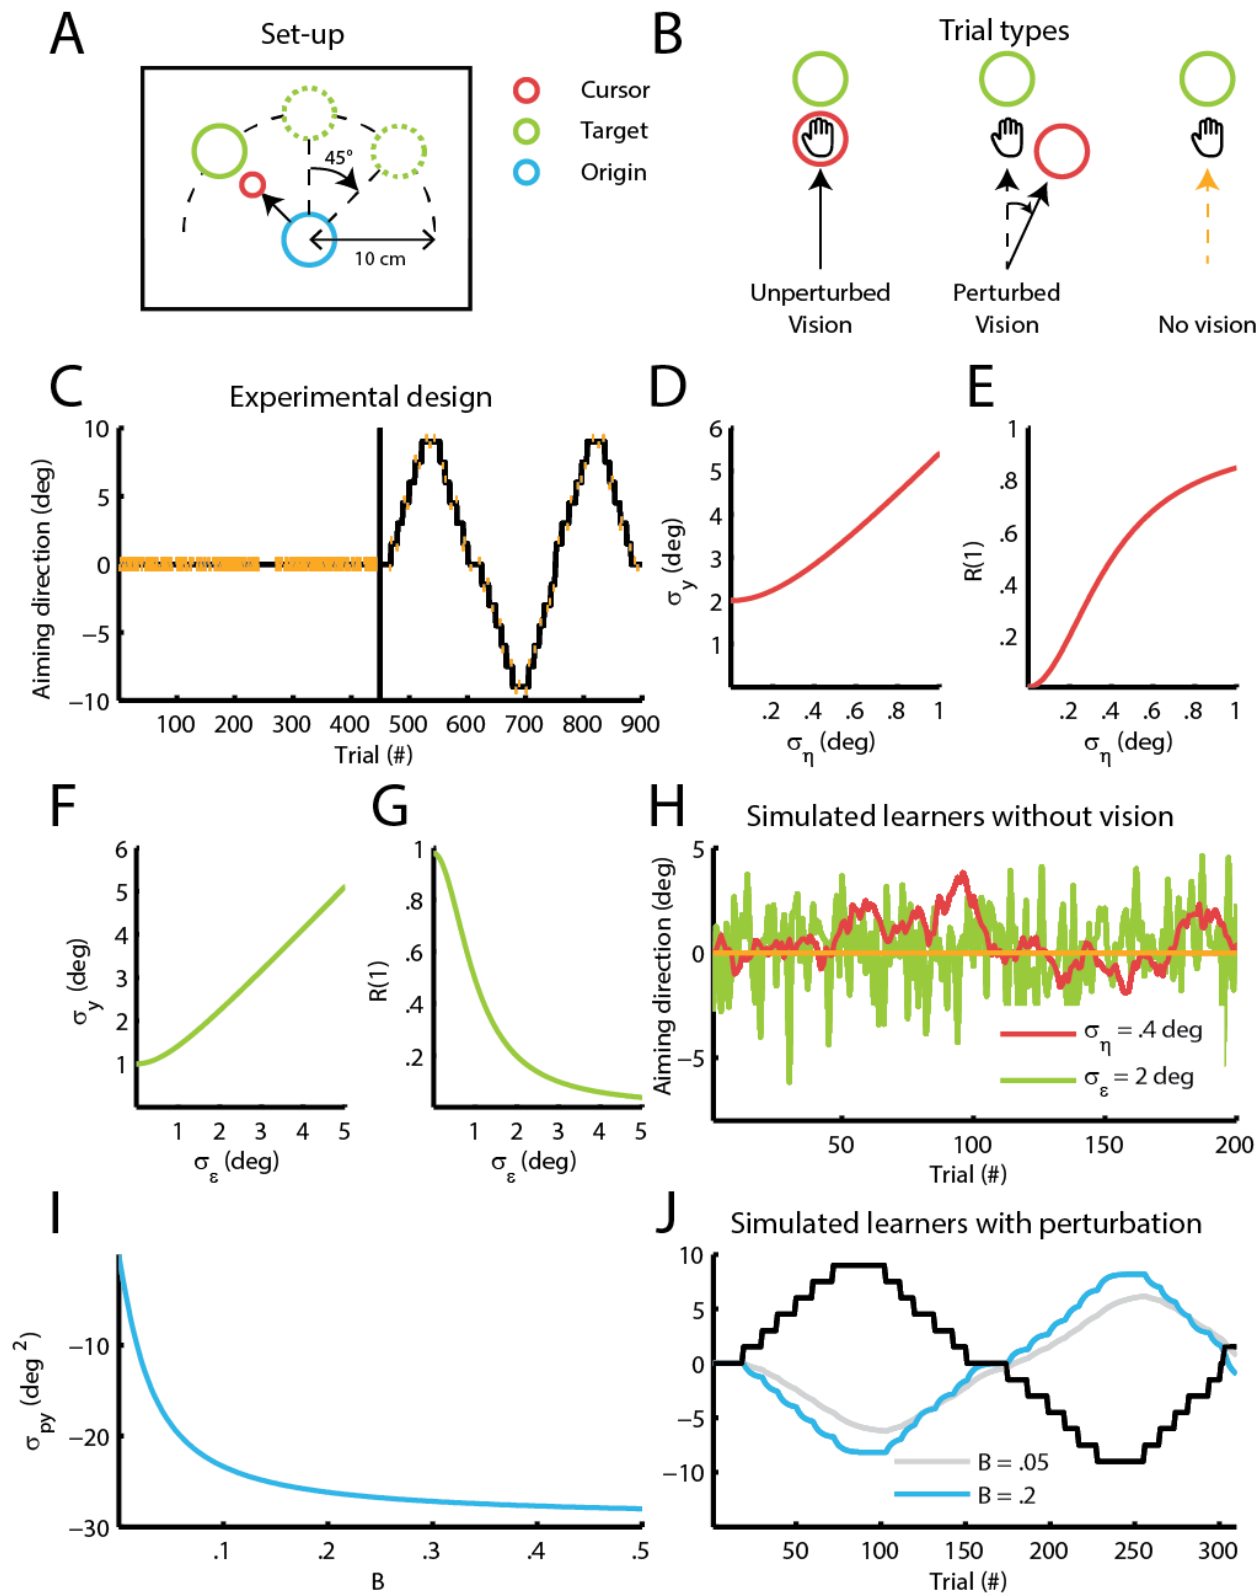 A
Set-up
45°
10 cm
Cursor
Target
Origin
B
Trial types
Unperturbed
Vision
Perturbed
Vision
No vision
C
Experimental design
Aiming direction (deg)
10
5
0
−5
−10
100 200 300 400 500 600 700 800 900
Trial (#)
D
σy (deg)
6
5
4
3
2
1
.2 .4 .6 .8 1
ση (deg)
E
R(1)
1
.8
.6
.4
.2
.2 .4 .6 .8 1
ση (deg)
F
σy (deg)
6
5
4
3
2
1
1 2 3 4 5
σε (deg)
G
R(1)
1
.8
.6
.4
.2
1 2 3 4 5
σε (deg)
H
Simulated learners without vision
Aiming direction (deg)
5
0
−5
ση = .4 deg
σε = 2 deg
50 100 150 200
Trial (#)
I
σpy (deg 2)
−10
−20
−30
.1 .2 .3 .4 .5
B
J
Simulated learners with perturbation
10
5
0
−5
−10
B = .05
B = .2
50 100 150 200 250 300
Trial (#)